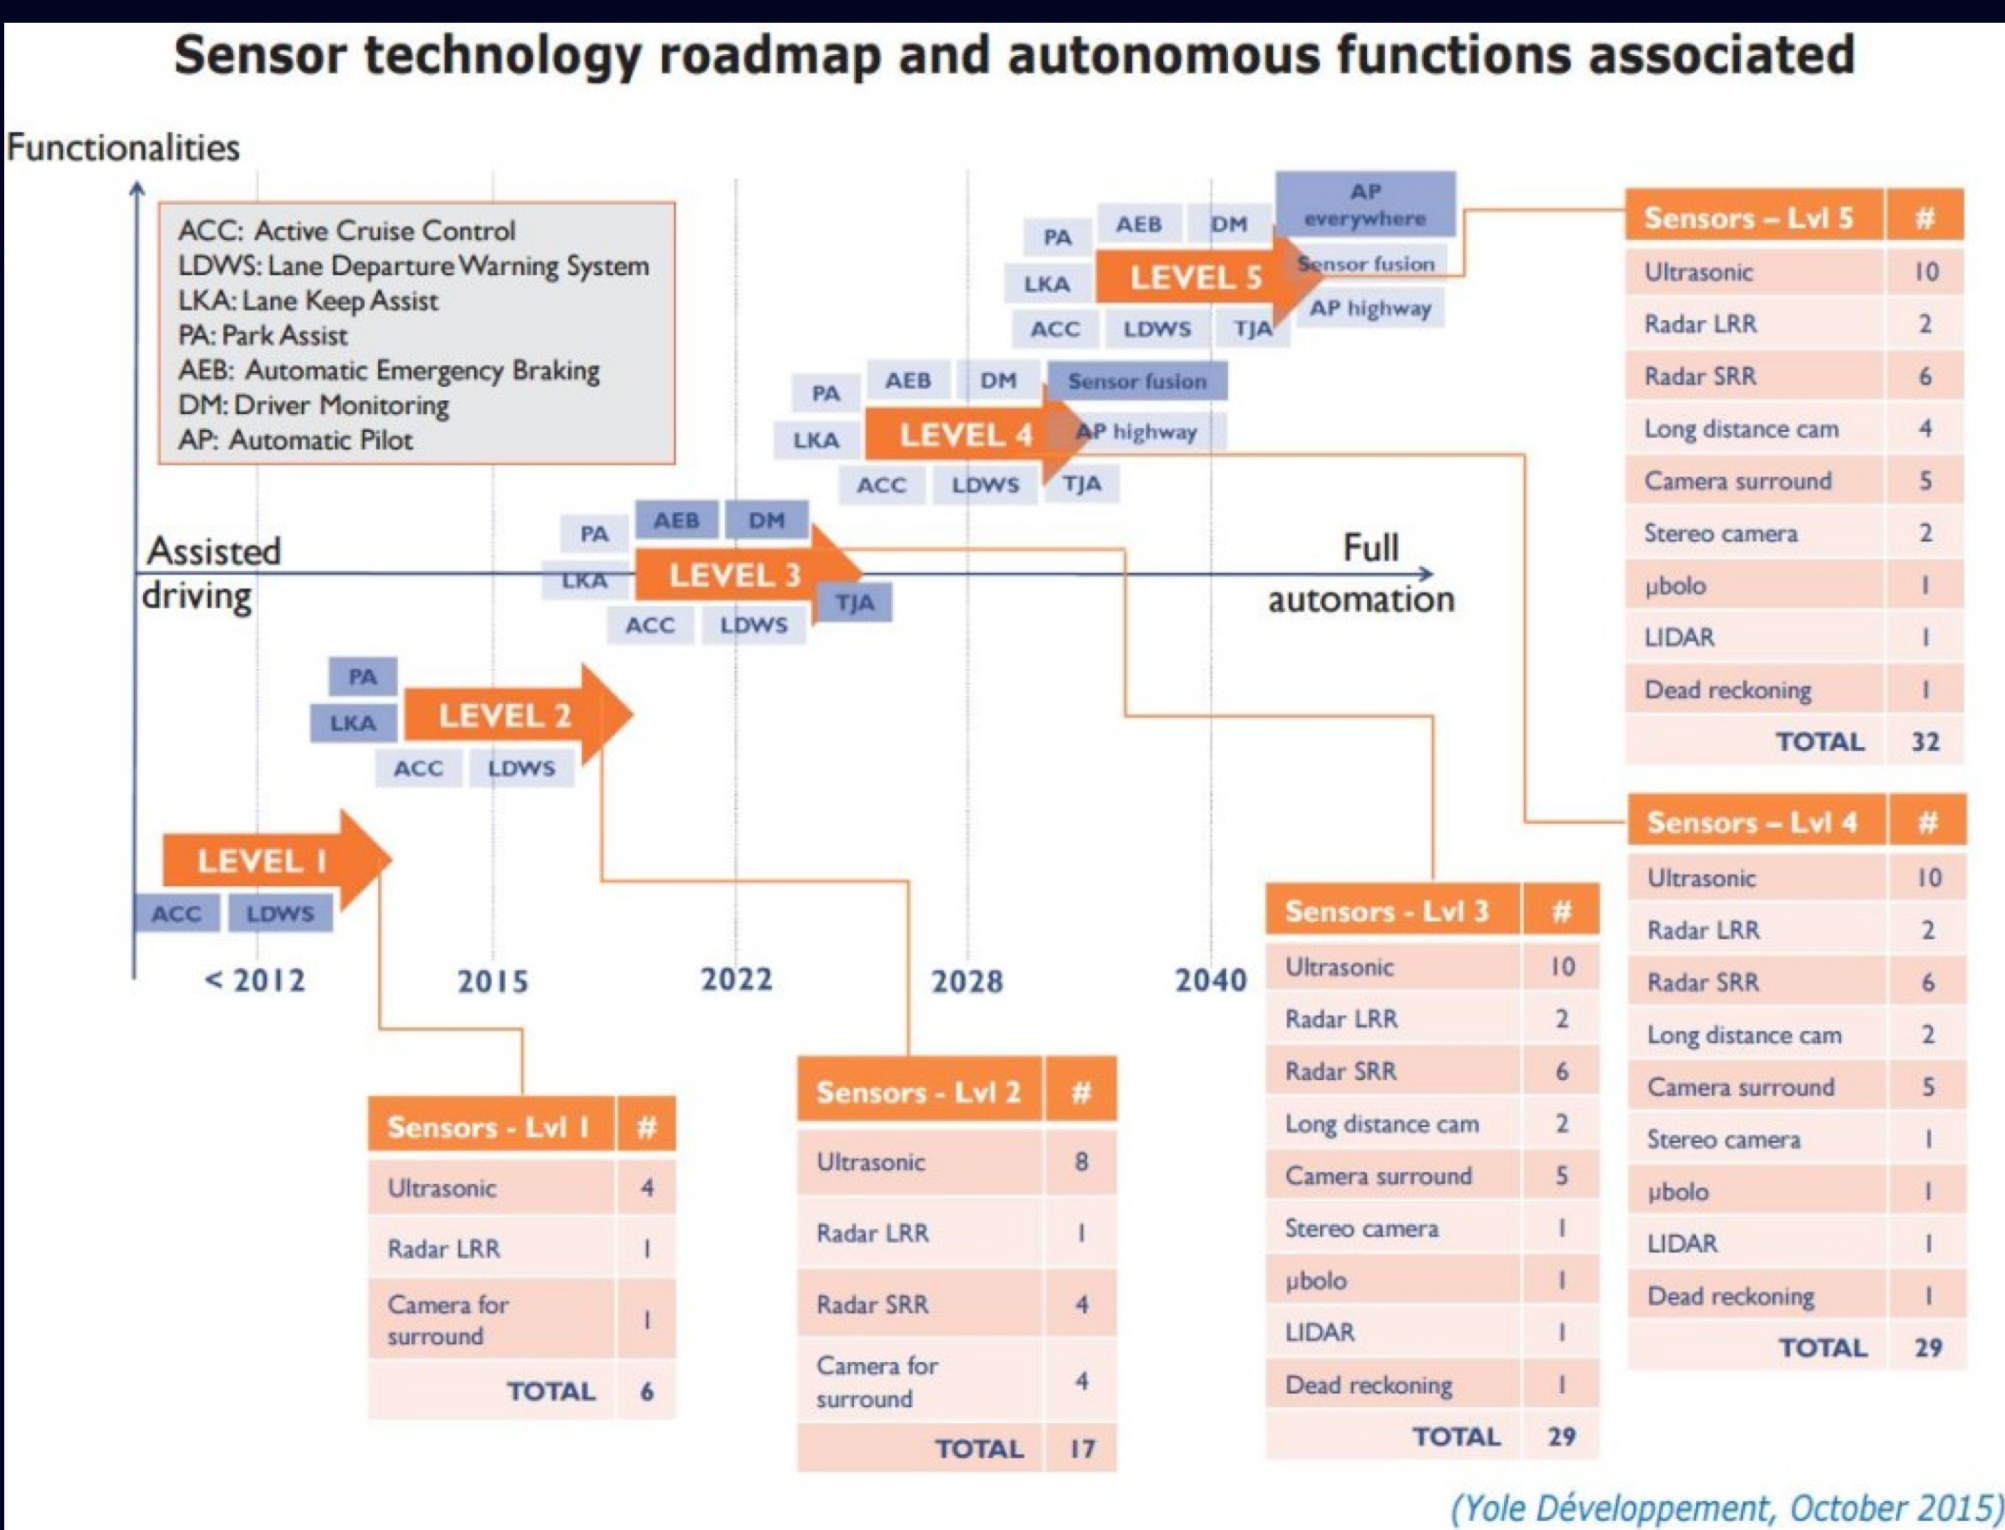 Sensor technology roadmap and autonomous functions associated
Functionalities
ACC: Active Cruise Control
LDWS: Lane Departure Warning System
LKA: Lane Keep Assist
PA: Park Assist
AEB: Automatic Emergency Braking
DM: Driver Monitoring
AP: Automatic Pilot
Assisted
driving
Full
automation
AP
everywhere
PA AEB DM
LKA LEVEL 5 Sensor fusion
AP highway
ACC LDWS TJA
PA AEB DM Sensor fusion
LKA LEVEL 4 AP highway
ACC LDWS TJA
PA AEB DM
LKA LEVEL 3
TJA
ACC LDWS
PA
LKA LEVEL 2
ACC LDWS
LEVEL 1
ACC LDWS
< 2012 2015 2022 2028 2040
Sensors - Lvl 1 #
Ultrasonic 4
Radar LRR 1
Camera for
surround 1
TOTAL 6
Sensors - Lvl 2 #
Ultrasonic 8
Radar LRR 1
Radar SRR 4
Camera for
surround 4
TOTAL 17
Sensors - Lvl 3 #
Ultrasonic 10
Radar LRR 2
Radar SRR 6
Long distance cam 2
Camera surround 5
Stereo camera 1
µbolo 1
LIDAR 1
Dead reckoning 1
TOTAL 29
Sensors – Lvl 4 #
Ultrasonic 10
Radar LRR 2
Radar SRR 6
Long distance cam 2
Camera surround 5
Stereo camera 1
µbolo 1
LIDAR 1
Dead reckoning 1
TOTAL 29
Sensors – Lvl 5 #
Ultrasonic 10
Radar LRR 2
Radar SRR 6
Long distance cam 4
Camera surround 5
Stereo camera 2
µbolo 1
LIDAR 1
Dead reckoning 1
TOTAL 32
(Yole Développement, October 2015)